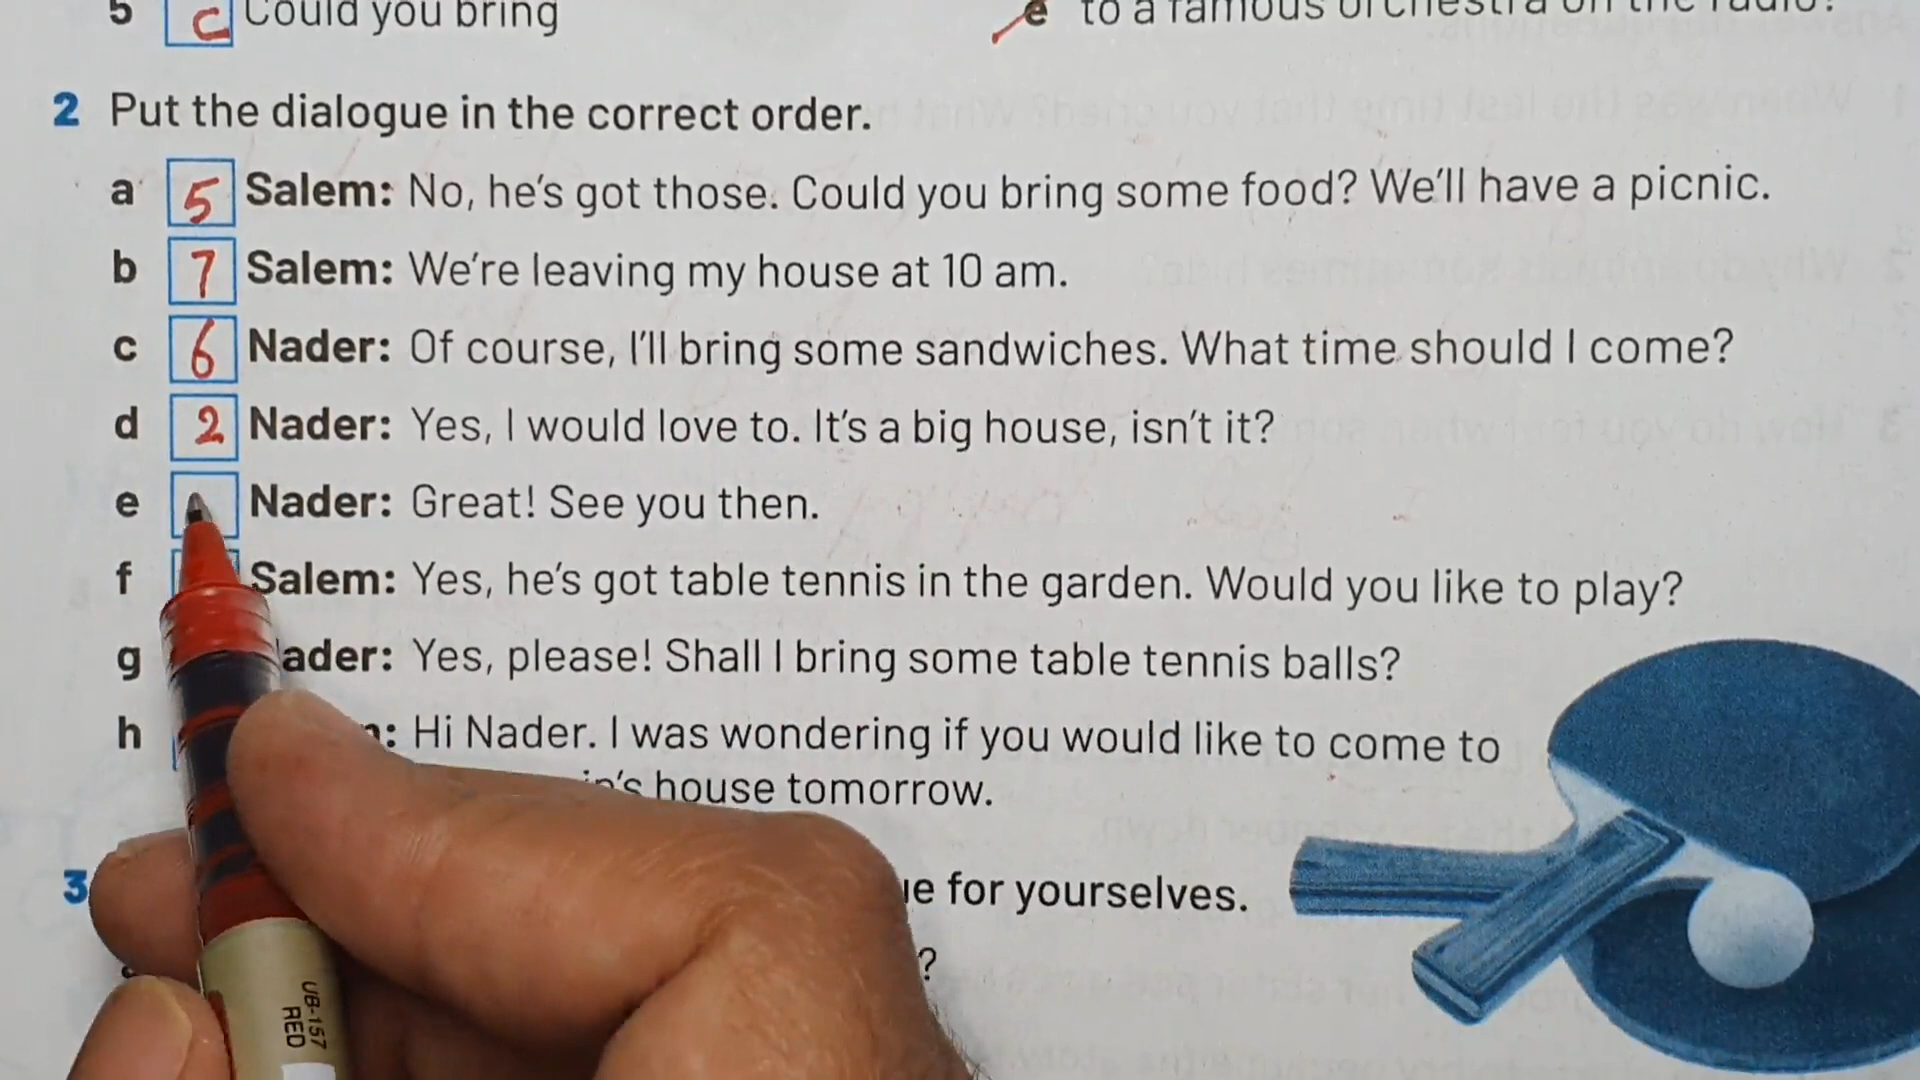 5 c Could you bring e to a famous orchestra on the radio?
2 Put the dialogue in the correct order.
a 5 Salem: No, he's got those. Could you bring some food? We'll have a picnic.
b 7 Salem: We're leaving my house at 10 am.
c 6 Nader: Of course, I'll bring some sandwiches. What time should I come?
d 2 Nader: Yes, I would love to. It's a big house, isn't it?
e Nader: Great! See you then.
f Salem: Yes, he's got table tennis in the garden. Would you like to play?
g Nader: Yes, please! Shall I bring some table tennis balls?
h Hi Nader. I was wondering if you would like to come to
house tomorrow.
3 for yourselves.
?
UB-157
RED